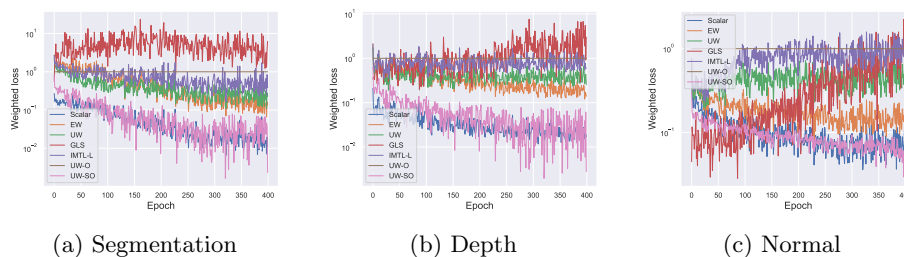 Weighted loss
10¹
10⁰
10⁻¹
10⁻²
Scalar
EW
UW
GLS
IMTL-L
UW-O
UW-SO
0 50 100 150 200 250 300 350 400
Epoch
(a) Segmentation
Weighted loss
10¹
10⁰
10⁻¹
10⁻²
Scalar
EW
UW
GLS
IMTL-L
UW-O
UW-SO
0 50 100 150 200 250 300 350 400
Epoch
(b) Depth
Weighted loss
10⁰
10⁻¹
Scalar
EW
UW
GLS
IMTL-L
UW-O
UW-SO
0 50 100 150 200 250 300 350 400
Epoch
(c) Normal